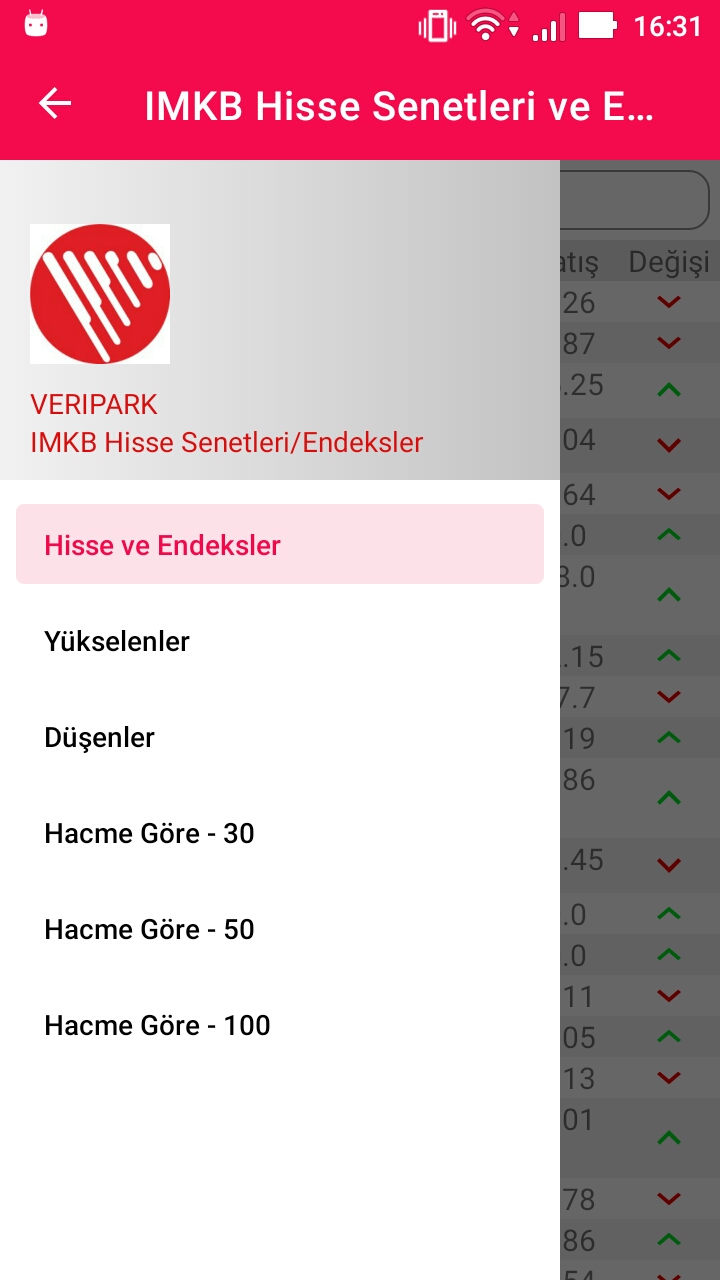 16:31
IMKB Hisse Senetleri ve E...
VERIPARK
IMKB Hisse Senetleri/Endeksler
Hisse ve Endeksler
Yükselenler
Düşenler
Hacme Göre - 30
Hacme Göre - 50
Hacme Göre - 100
atış Değişi
26
87
.25
04
64
.0
3.0
.15
7.7
19
86
.45
.0
.0
11
05
13
01
78
86
54